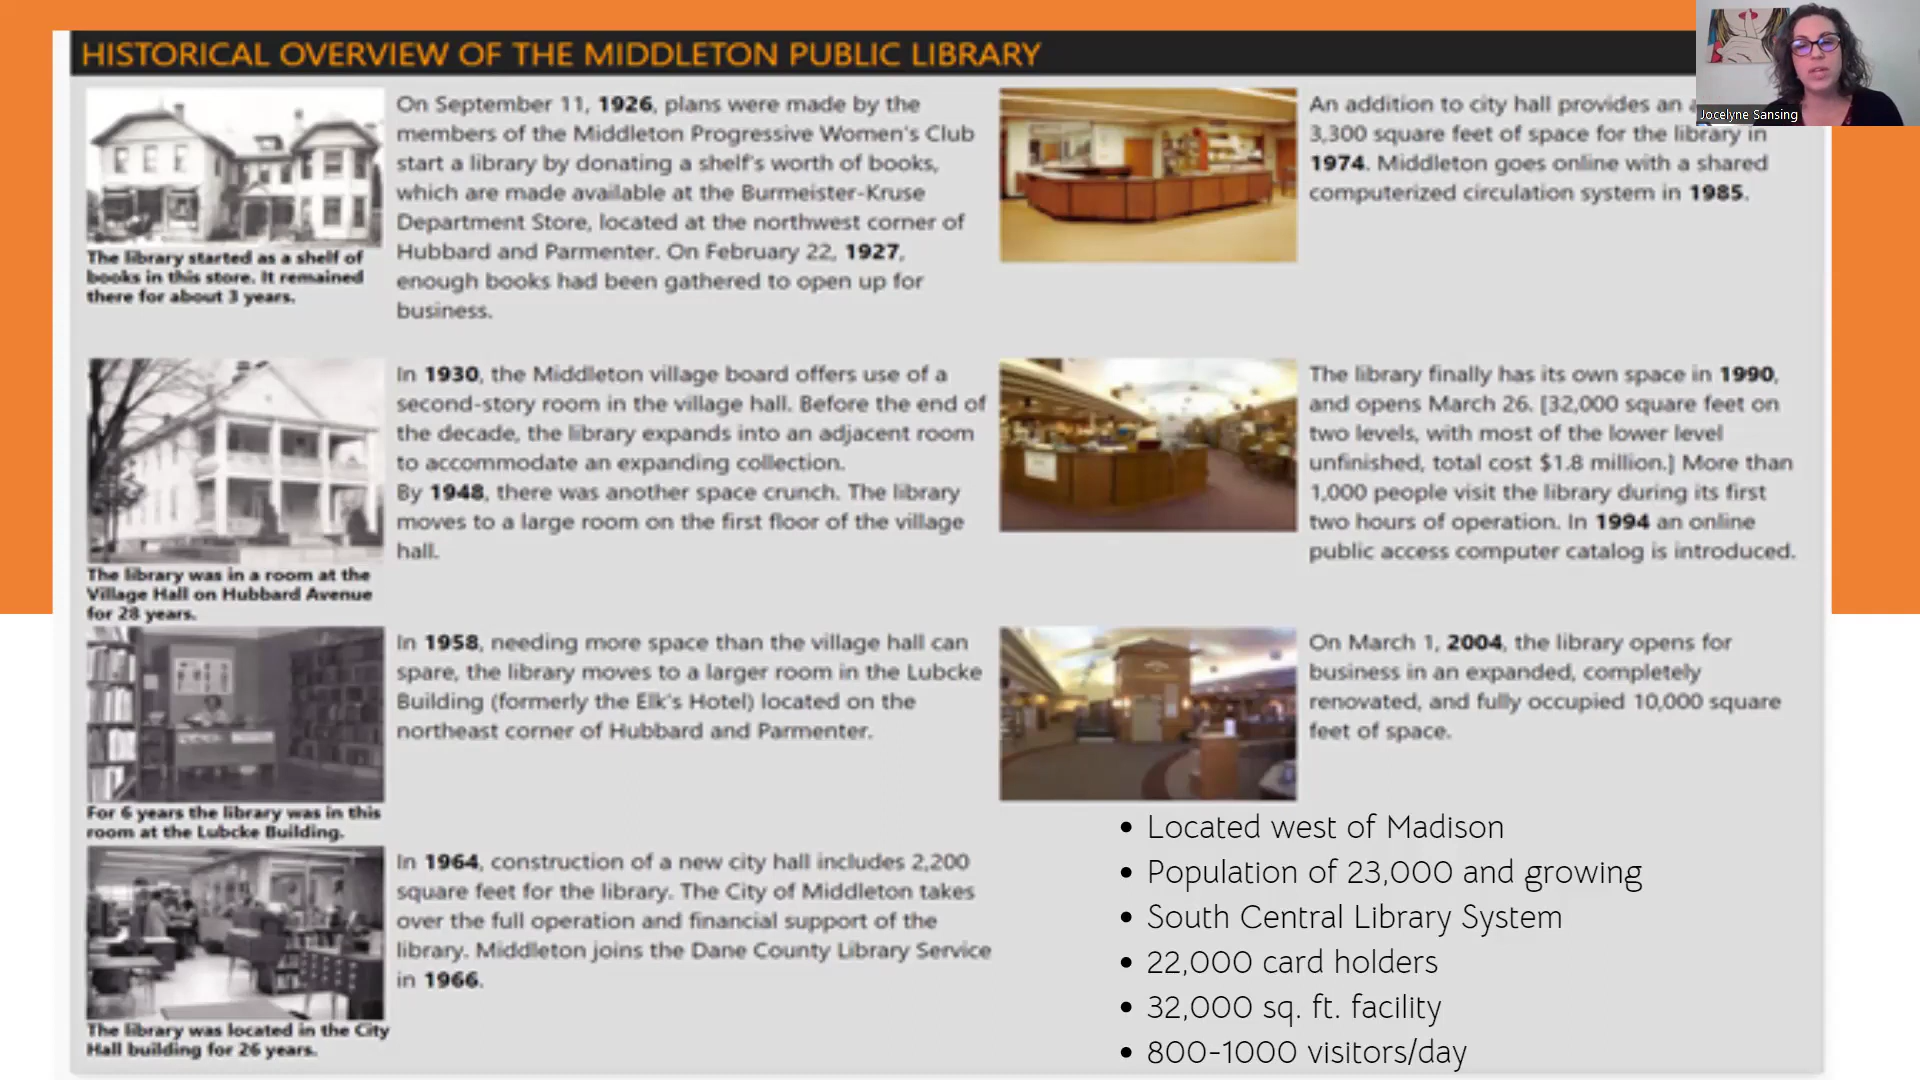 HISTORICAL OVERVIEW OF THE MIDDLETON PUBLIC LIBRARY
Jocelyne Sansing
On September 11, 1926, plans were made by the
members of the Middleton Progressive Women's Club
start a library by donating a shelf's worth of books,
which are made available at the Burmeister-Kruse
Department Store, located at the northwest corner of
Hubbard and Parmenter. On February 22, 1927,
enough books had been gathered to open up for
business.
The library started as a shelf of
books in this store. It remained
there for about 3 years.
In 1930, the Middleton village board offers use of a
second-story room in the village hall. Before the end of
the decade, the library expands into an adjacent room
to accommodate an expanding collection.
By 1948, there was another space crunch. The library
moves to a large room on the first floor of the village
hall.
The library was in a room at the
Village Hall on Hubbard Avenue
for 28 years.
In 1958, needing more space than the village hall can
spare, the library moves to a larger room in the Lubcke
Building (formerly the Elk's Hotel) located on the
northeast corner of Hubbard and Parmenter.
For 6 years the library was in this
room at the Lubcke Building.
In 1964, construction of a new city hall includes 2,200
square feet for the library. The City of Middleton takes
over the full operation and financial support of the
library. Middleton joins the Dane County Library Service
in 1966.
The library was located in the City
Hall building for 26 years.
An addition to city hall provides an
3,300 square feet of space for the library in
1974. Middleton goes online with a shared
computerized circulation system in 1985.
The library finally has its own space in 1990,
and opens March 26. [32,000 square feet on
two levels, with most of the lower level
unfinished, total cost $1.8 million.] More than
1,000 people visit the library during its first
two hours of operation. In 1994 an online
public access computer catalog is introduced.
On March 1, 2004, the library opens for
business in an expanded, completely
renovated, and fully occupied 10,000 square
feet of space.
• Located west of Madison
• Population of 23,000 and growing
• South Central Library System
• 22,000 card holders
• 32,000 sq. ft. facility
• 800-1000 visitors/day